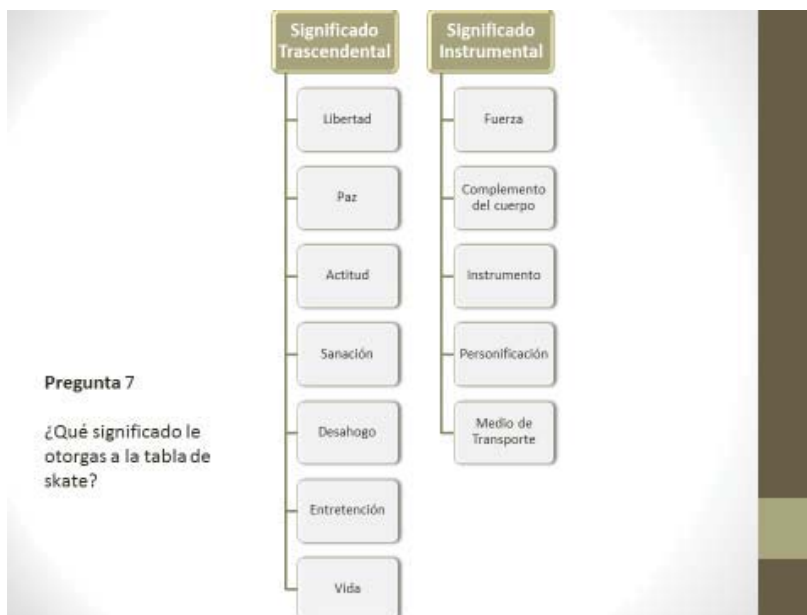 Significado
Trascendental
Libertad
Paz
Actitud
Sanación
Desahogo
Entretención
Vida
Significado
Instrumental
Fuerza
Complemento
del cuerpo
Instrumento
Personificación
Medio de
Transporte
Pregunta 7
¿Qué significado le
otorgas a la tabla de
skate?